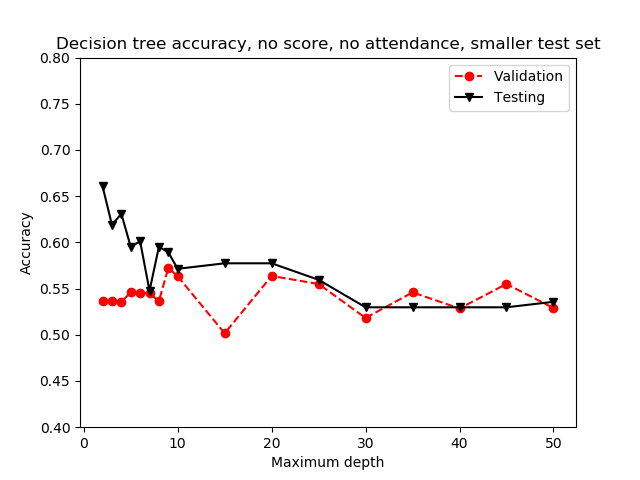 Decision tree accuracy, no score, no attendance, smaller test set
Validation
Testing
0.80
0.75
0.70
0.65
0.60
0.55
0.50
0.45
0.40
Accuracy
0 10 20 30 40 50
Maximum depth